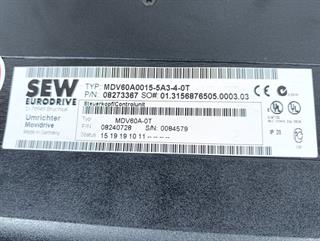 SEW
EURODRIVE
Umrichter
Movidrive
Made in Germany
TYP: MDV60A0015-5A3-4-0T
P/N: 08273367 SO# 01.3156876505.0003.03
Steuerkopf/Controlunit
Typ MDV60A-0T
P/N 08240728 S/N: 0084579
Status: 15 19 19 10 11 -- -- -- --
CE
IP 20